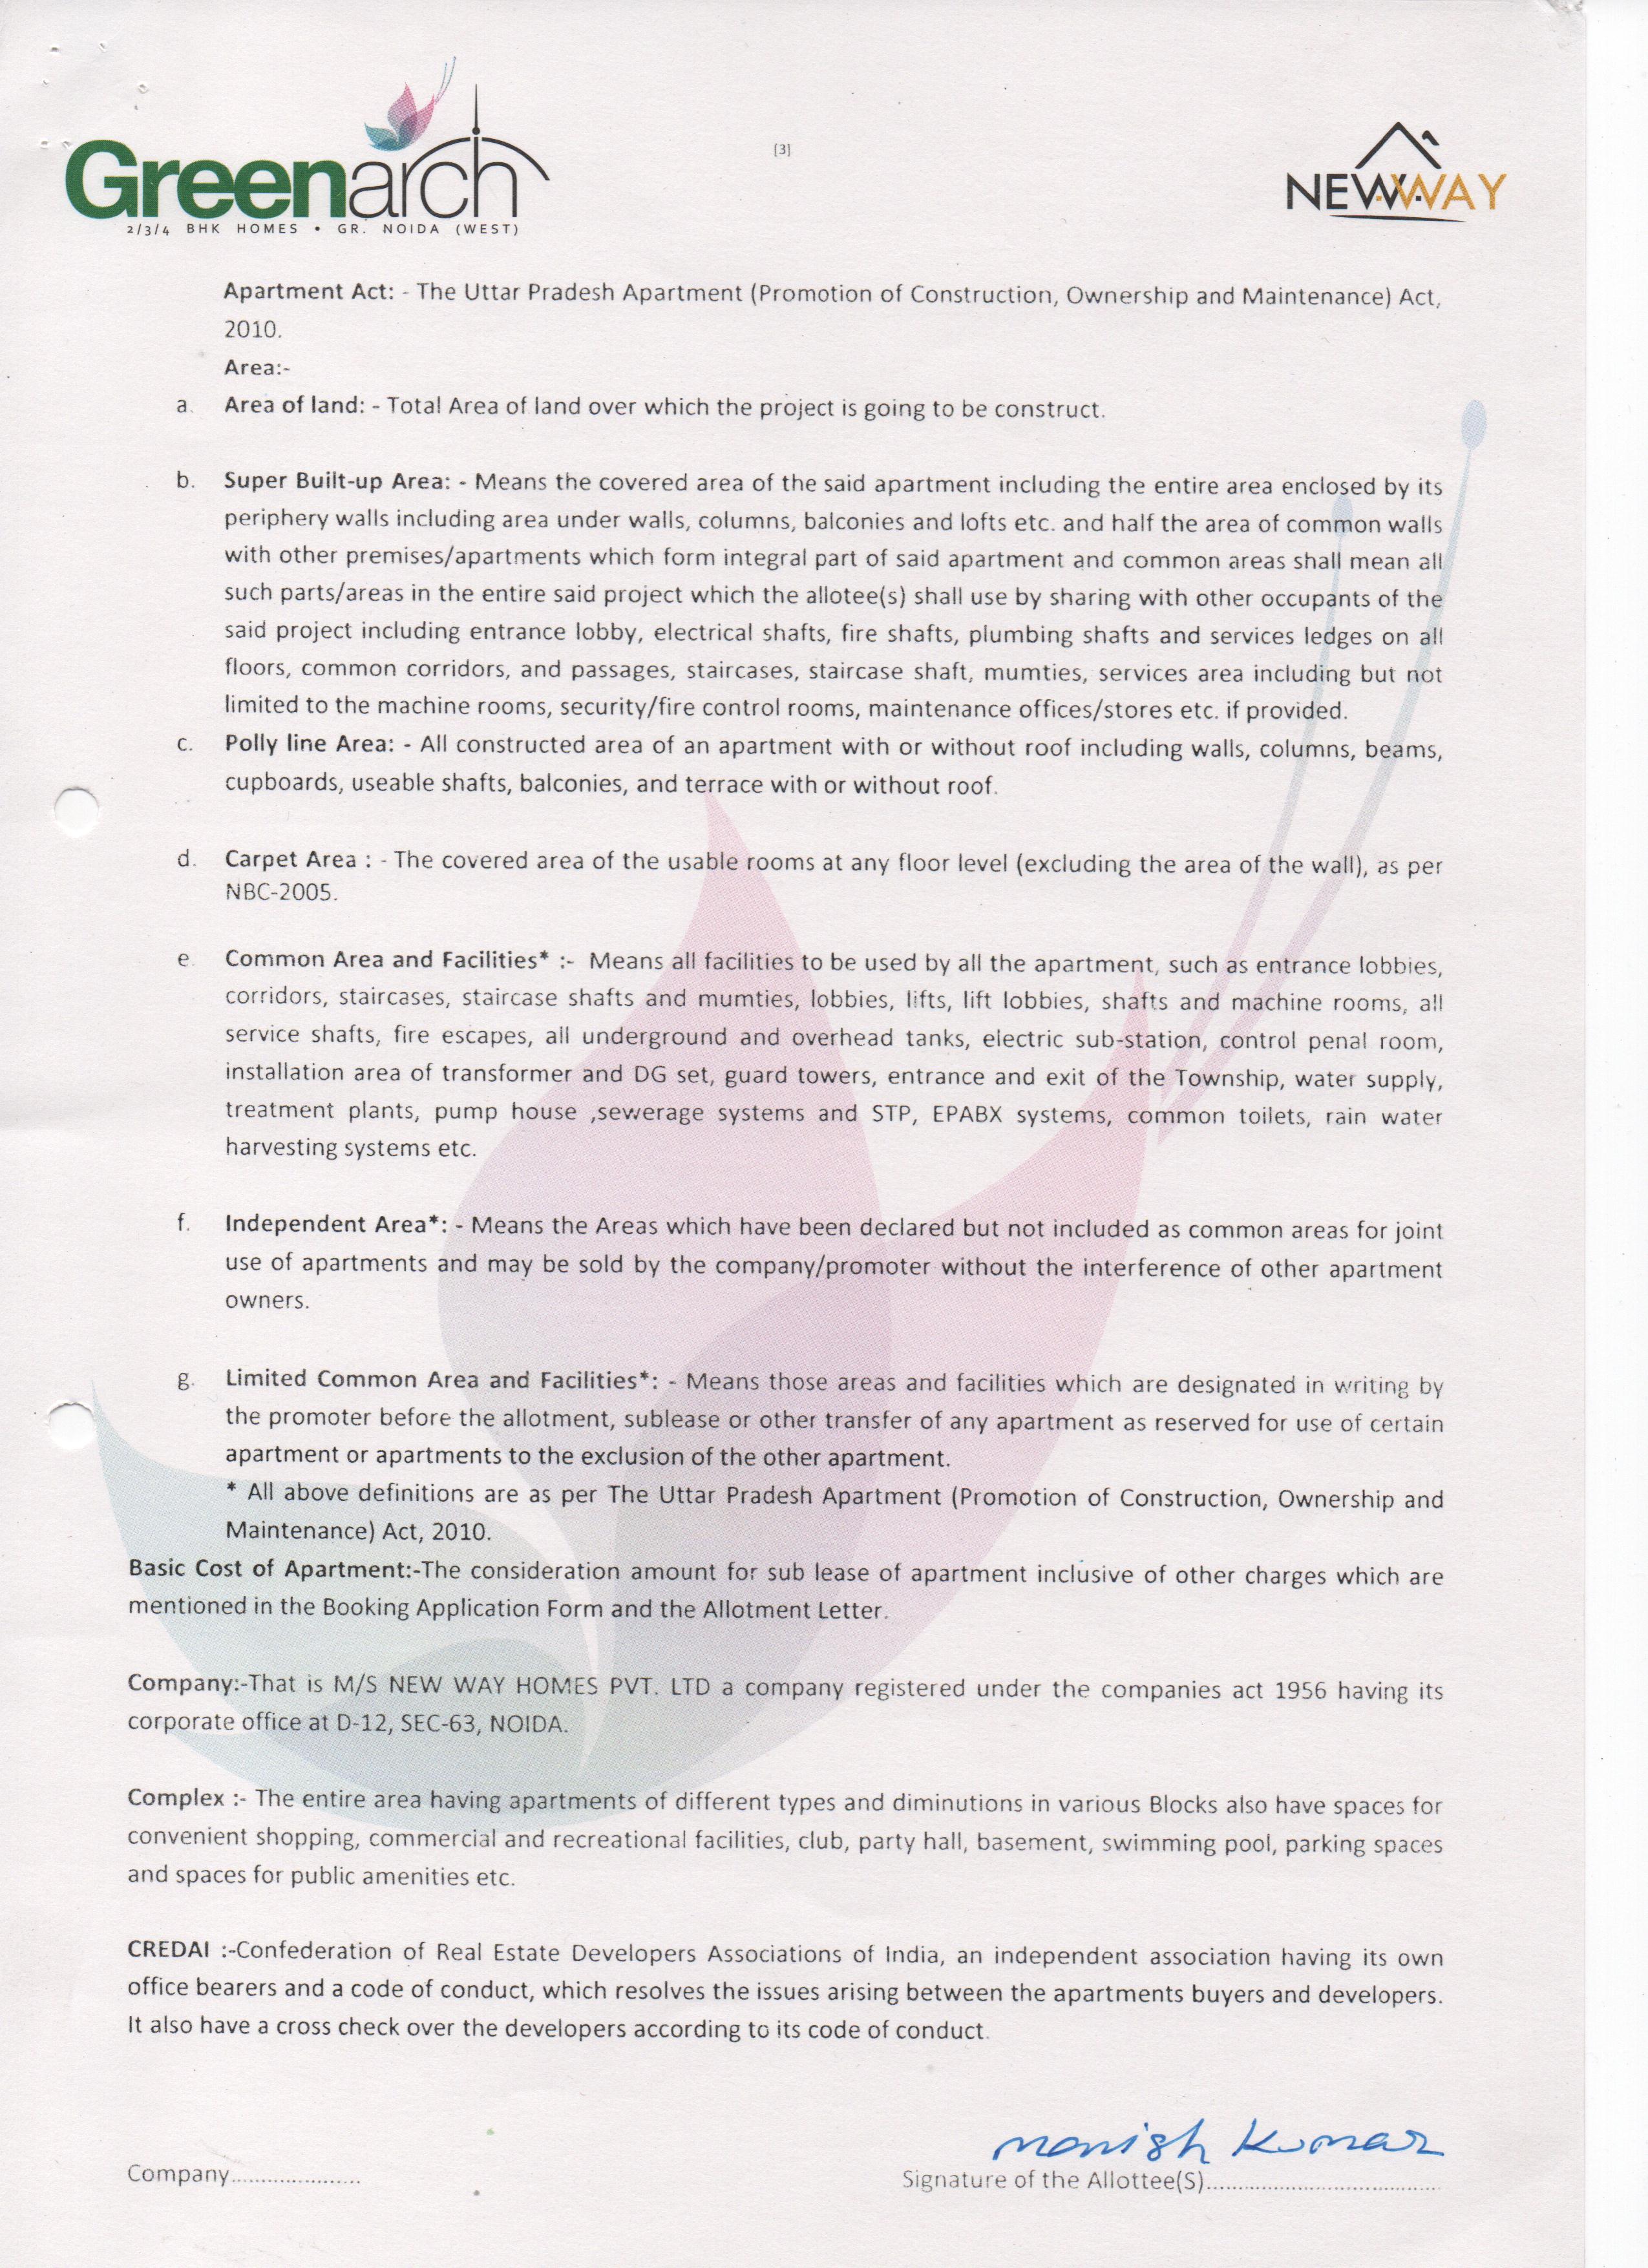 Greenarch
2/3/4 BHK HOMES • GR. NOIDA (WEST)
[3]
NEWWAY
Apartment Act: - The Uttar Pradesh Apartment (Promotion of Construction, Ownership and Maintenance) Act,
2010.
Area:-
a. Area of land: - Total Area of land over which the project is going to be construct.
b. Super Built-up Area: - Means the covered area of the said apartment including the entire area enclosed by its
periphery walls including area under walls, columns, balconies and lofts etc. and half the area of common walls
with other premises/apartments which form integral part of said apartment and common areas shall mean all
such parts/areas in the entire said project which the allotee(s) shall use by sharing with other occupants of the
said project including entrance lobby, electrical shafts, fire shafts, plumbing shafts and services ledges on all
floors, common corridors, and passages, staircases, staircase shaft, mumties, services area including but not
limited to the machine rooms, security/fire control rooms, maintenance offices/stores etc. if provided.
c. Polly line Area: - All constructed area of an apartment with or without roof including walls, columns, beams,
cupboards, useable shafts, balconies, and terrace with or without roof.
d. Carpet Area : - The covered area of the usable rooms at any floor level (excluding the area of the wall), as per
NBC-2005.
e. Common Area and Facilities* :- Means all facilities to be used by all the apartment, such as entrance lobbies,
corridors, staircases, staircase shafts and mumties, lobbies, lifts, lift lobbies, shafts and machine rooms, all
service shafts, fire escapes, all underground and overhead tanks, electric sub-station, control penal room,
installation area of transformer and DG set, guard towers, entrance and exit of the Township, water supply,
treatment plants, pump house ,sewerage systems and STP, EPABX systems, common toilets, rain water
harvesting systems etc.
f. Independent Area*: - Means the Areas which have been declared but not included as common areas for joint
use of apartments and may be sold by the company/promoter without the interference of other apartment
owners.
g. Limited Common Area and Facilities*: - Means those areas and facilities which are designated in writing by
the promoter before the allotment, sublease or other transfer of any apartment as reserved for use of certain
apartment or apartments to the exclusion of the other apartment.
* All above definitions are as per The Uttar Pradesh Apartment (Promotion of Construction, Ownership and
Maintenance) Act, 2010.
Basic Cost of Apartment:-The consideration amount for sub lease of apartment inclusive of other charges which are
mentioned in the Booking Application Form and the Allotment Letter.
Company:-That is M/S NEW WAY HOMES PVT. LTD a company registered under the companies act 1956 having its
corporate office at D-12, SEC-63, NOIDA.
Complex :- The entire area having apartments of different types and diminutions in various Blocks also have spaces for
convenient shopping, commercial and recreational facilities, club, party hall, basement, swimming pool, parking spaces
and spaces for public amenities etc.
CREDAI :-Confederation of Real Estate Developers Associations of India, an independent association having its own
office bearers and a code of conduct, which resolves the issues arising between the apartments buyers and developers.
It also have a cross check over the developers according to its code of conduct.
manish Kumar
Company.....................
Signature of the Allottee(S).......................................